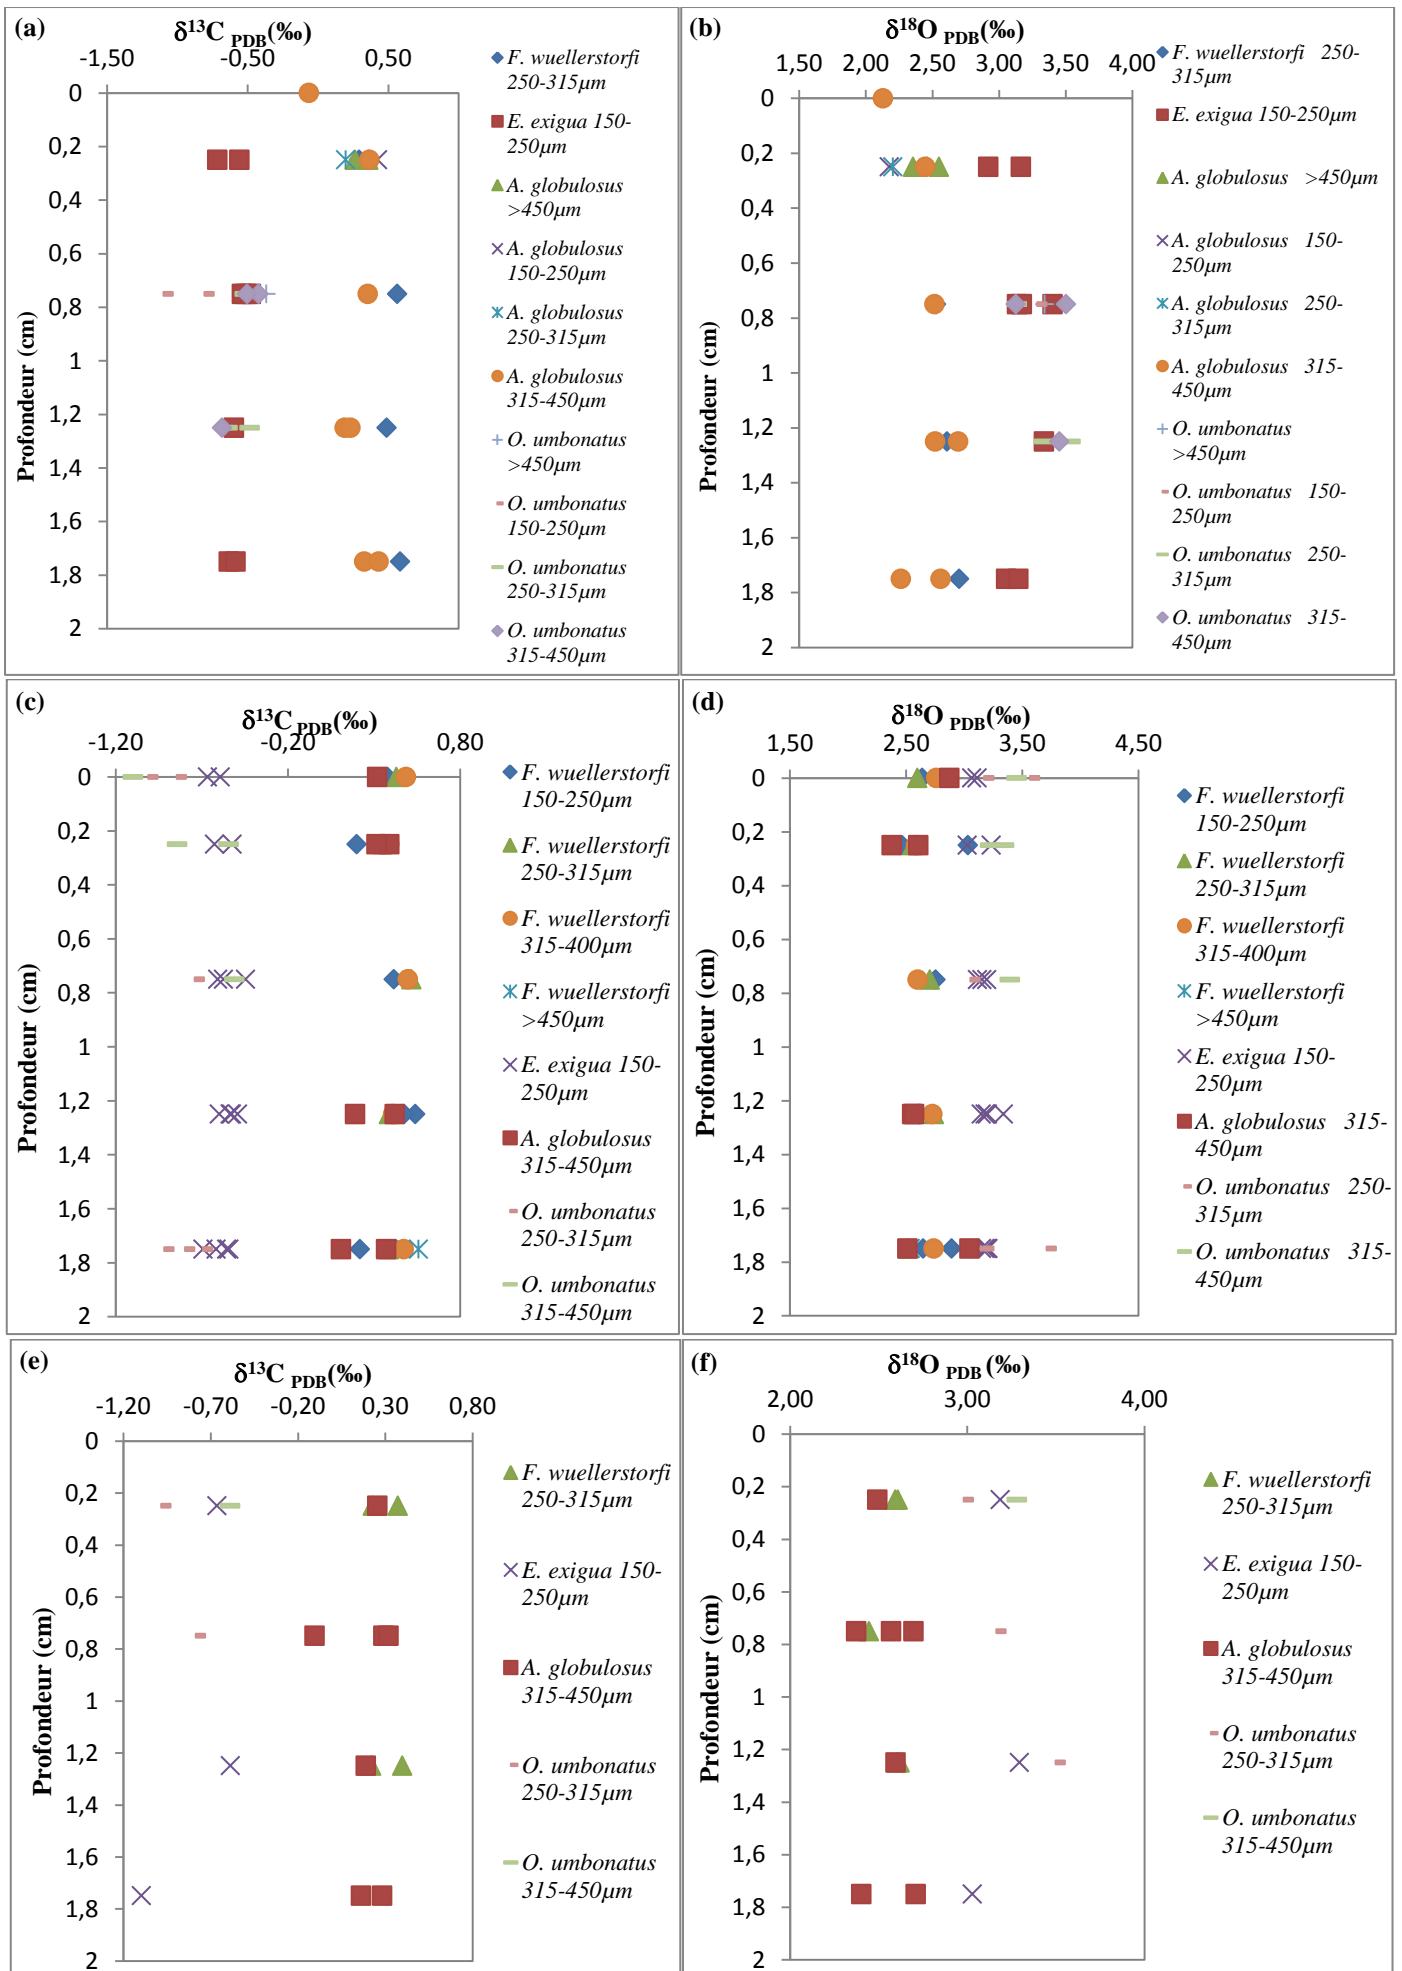 (a)
δ¹³C PDB(‰)
-1,50 -0,50 0,50
0
0,2
0,4
0,6
0,8
1
1,2
1,4
1,6
1,8
2
Profondeur (cm)
F. wuellerstorfi
250-315µm
E. exigua 150-
250µm
A. globulosus
>450µm
A. globulosus
150-250µm
A. globulosus
250-315µm
A. globulosus
315-450µm
O. umbonatus
>450µm
O. umbonatus
150-250µm
O. umbonatus
250-315µm
O. umbonatus
315-450µm
(b)
δ¹⁸O PDB(‰)
1,50 2,00 2,50 3,00 3,50 4,00
0
0,2
0,4
0,6
0,8
1
1,2
1,4
1,6
1,8
2
Profondeur (cm)
F. wuellerstorfi 250-
315µm
E. exigua 150-250µm
A. globulosus >450µm
A. globulosus 150-
250µm
A. globulosus 250-
315µm
A. globulosus 315-
450µm
O. umbonatus
>450µm
O. umbonatus 150-
250µm
O. umbonatus 250-
315µm
O. umbonatus 315-
450µm
(c)
δ¹³C PDB(‰)
-1,20 -0,20 0,80
0
0,2
0,4
0,6
0,8
1
1,2
1,4
1,6
1,8
2
Profondeur (cm)
F. wuellerstorfi
150-250µm
F. wuellerstorfi
250-315µm
F. wuellerstorfi
315-400µm
F. wuellerstorfi
>450µm
E. exigua 150-
250µm
A. globulosus
315-450µm
O. umbonatus
250-315µm
O. umbonatus
315-450µm
(d)
δ¹⁸O PDB(‰)
1,50 2,50 3,50 4,50
0
0,2
0,4
0,6
0,8
1
1,2
1,4
1,6
1,8
2
Profondeur (cm)
F. wuellerstorfi
150-250µm
F. wuellerstorfi
250-315µm
F. wuellerstorfi
315-400µm
F. wuellerstorfi
>450µm
E. exigua 150-
250µm
A. globulosus 315-
450µm
O. umbonatus 250-
315µm
O. umbonatus 315-
450µm
(e)
δ¹³C PDB(‰)
-1,20 -0,70 -0,20 0,30 0,80
0
0,2
0,4
0,6
0,8
1
1,2
1,4
1,6
1,8
2
Profondeur (cm)
F. wuellerstorfi
250-315µm
E. exigua 150-
250µm
A. globulosus
315-450µm
O. umbonatus
250-315µm
O. umbonatus
315-450µm
(f)
δ¹⁸O PDB(‰)
2,00 3,00 4,00
0
0,2
0,4
0,6
0,8
1
1,2
1,4
1,6
1,8
2
Profondeur (cm)
F. wuellerstorfi
250-315µm
E. exigua 150-
250µm
A. globulosus
315-450µm
O. umbonatus
250-315µm
O. umbonatus
315-450µm